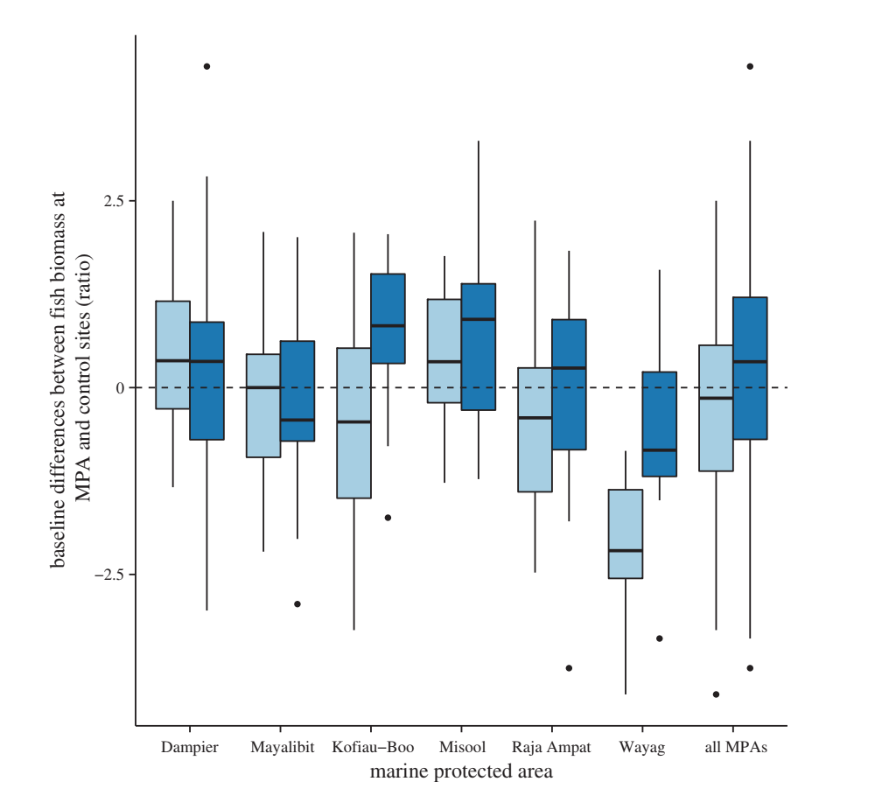 baseline differences between fish biomass at
MPA and control sites (ratio)
2.5
0
−2.5
Dampier Mayalibit Kofiau−Boo Misool Raja Ampat Wayag all MPAs
marine protected area